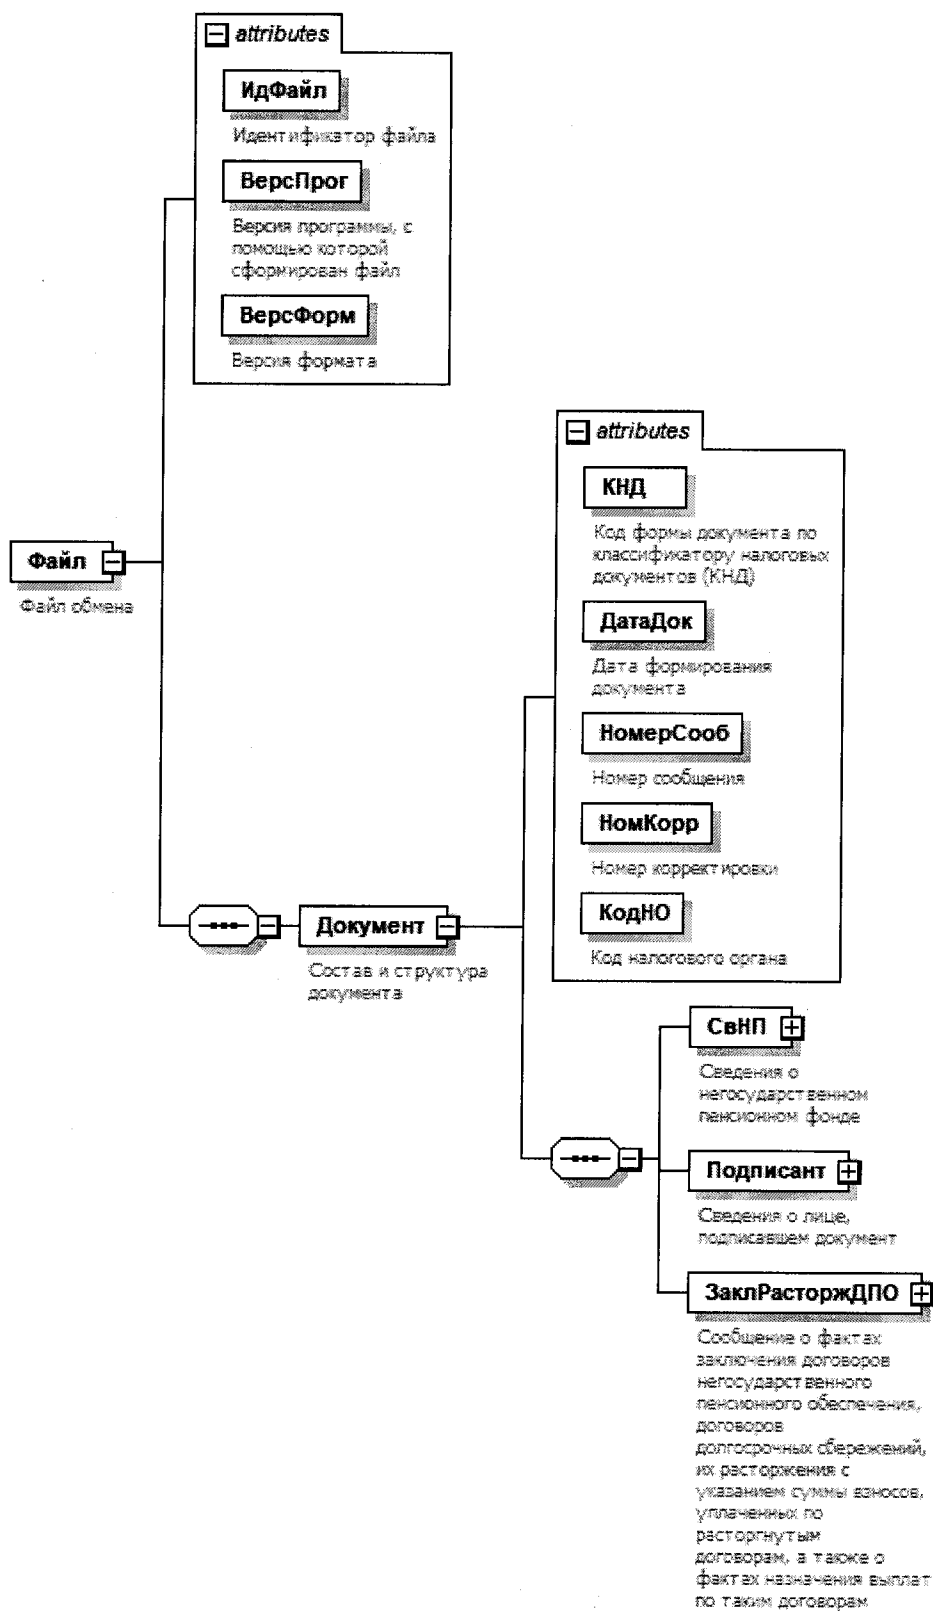 attributes
ИдФайл
Идентификатор файла
ВерсПрог
Версия программы, с
помощью которой
сформирован файл
ВерсФорм
Версия формата
attributes
КНД
Код формы документа по
классификатору налоговых
документов (КНД)
Файл
Файл обмена
ДатаДок
Дата формирования
документа
НомерСооб
Номер сообщения
НомКорр
Номер корректировки
КодНО
Код налогового органа
Документ
Состав и структура
документа
СвНП
Сведения о
негосударственном
пенсионном фонде
Подписант
Сведения о лице,
подписавшем документ
ЗаклРасторжДПО
Сообщение о фактах
заключения договоров
негосударственного
пенсионного обеспечения,
договоров
долгосрочных сбережений,
их расторжения с
указанием суммы взносов,
уплаченных по
расторгнутым
договорам, а также о
фактах назначения выплат
по таким договорам